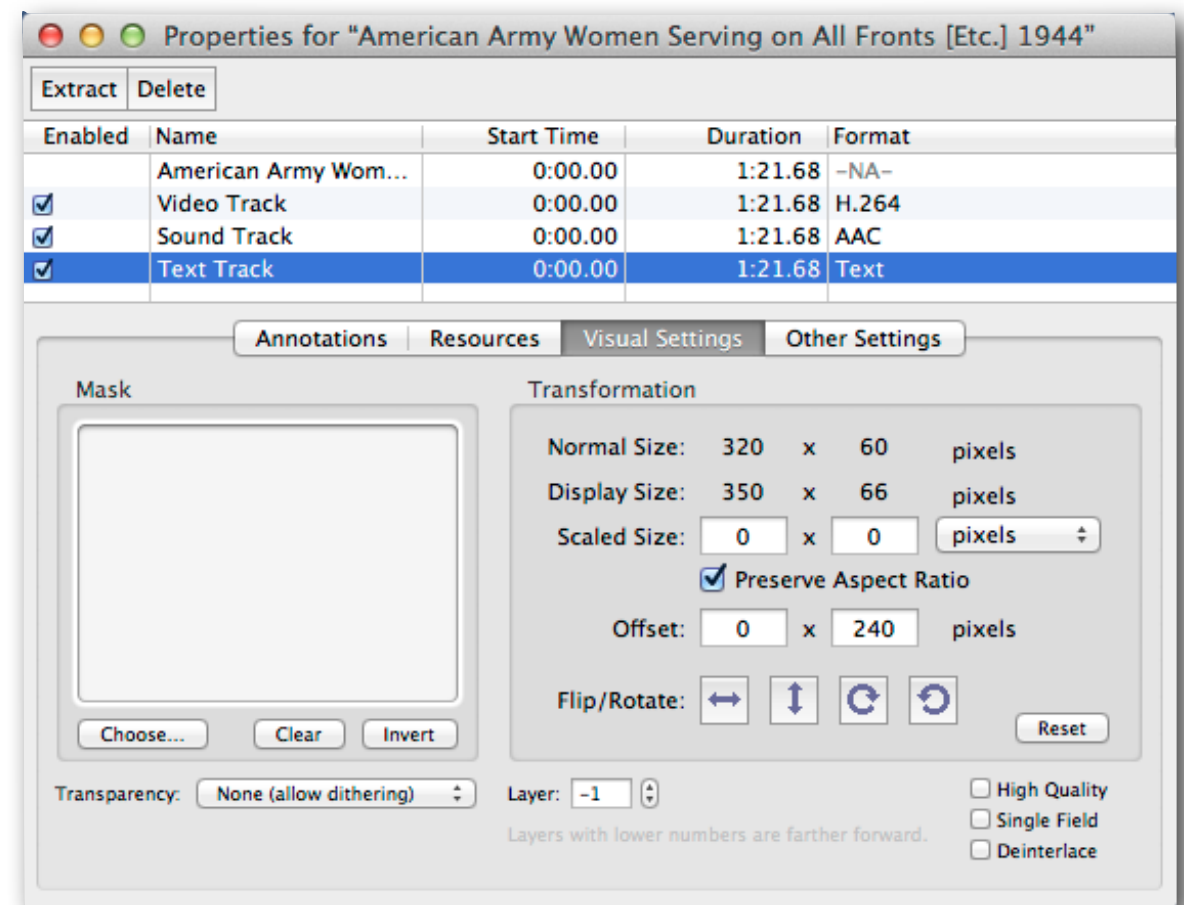 Properties for “American Army Women Serving on All Fronts [Etc.] 1944”
Extract Delete
Enabled Name Start Time Duration Format
American Army Wom... 0:00.00 1:21.68 -NA-
Video Track 0:00.00 1:21.68 H.264
Sound Track 0:00.00 1:21.68 AAC
Text Track 0:00.00 1:21.68 Text
Annotations Resources Visual Settings Other Settings
Mask
Transformation
Normal Size: 320 x 60 pixels
Display Size: 350 x 66 pixels
Scaled Size: 0 x 0 pixels
Preserve Aspect Ratio
Offset: 0 x 240 pixels
Flip/Rotate:
Choose... Clear Invert
Reset
Transparency: None (allow dithering) Layer: -1
Layers with lower numbers are farther forward.
High Quality
Single Field
Deinterlace